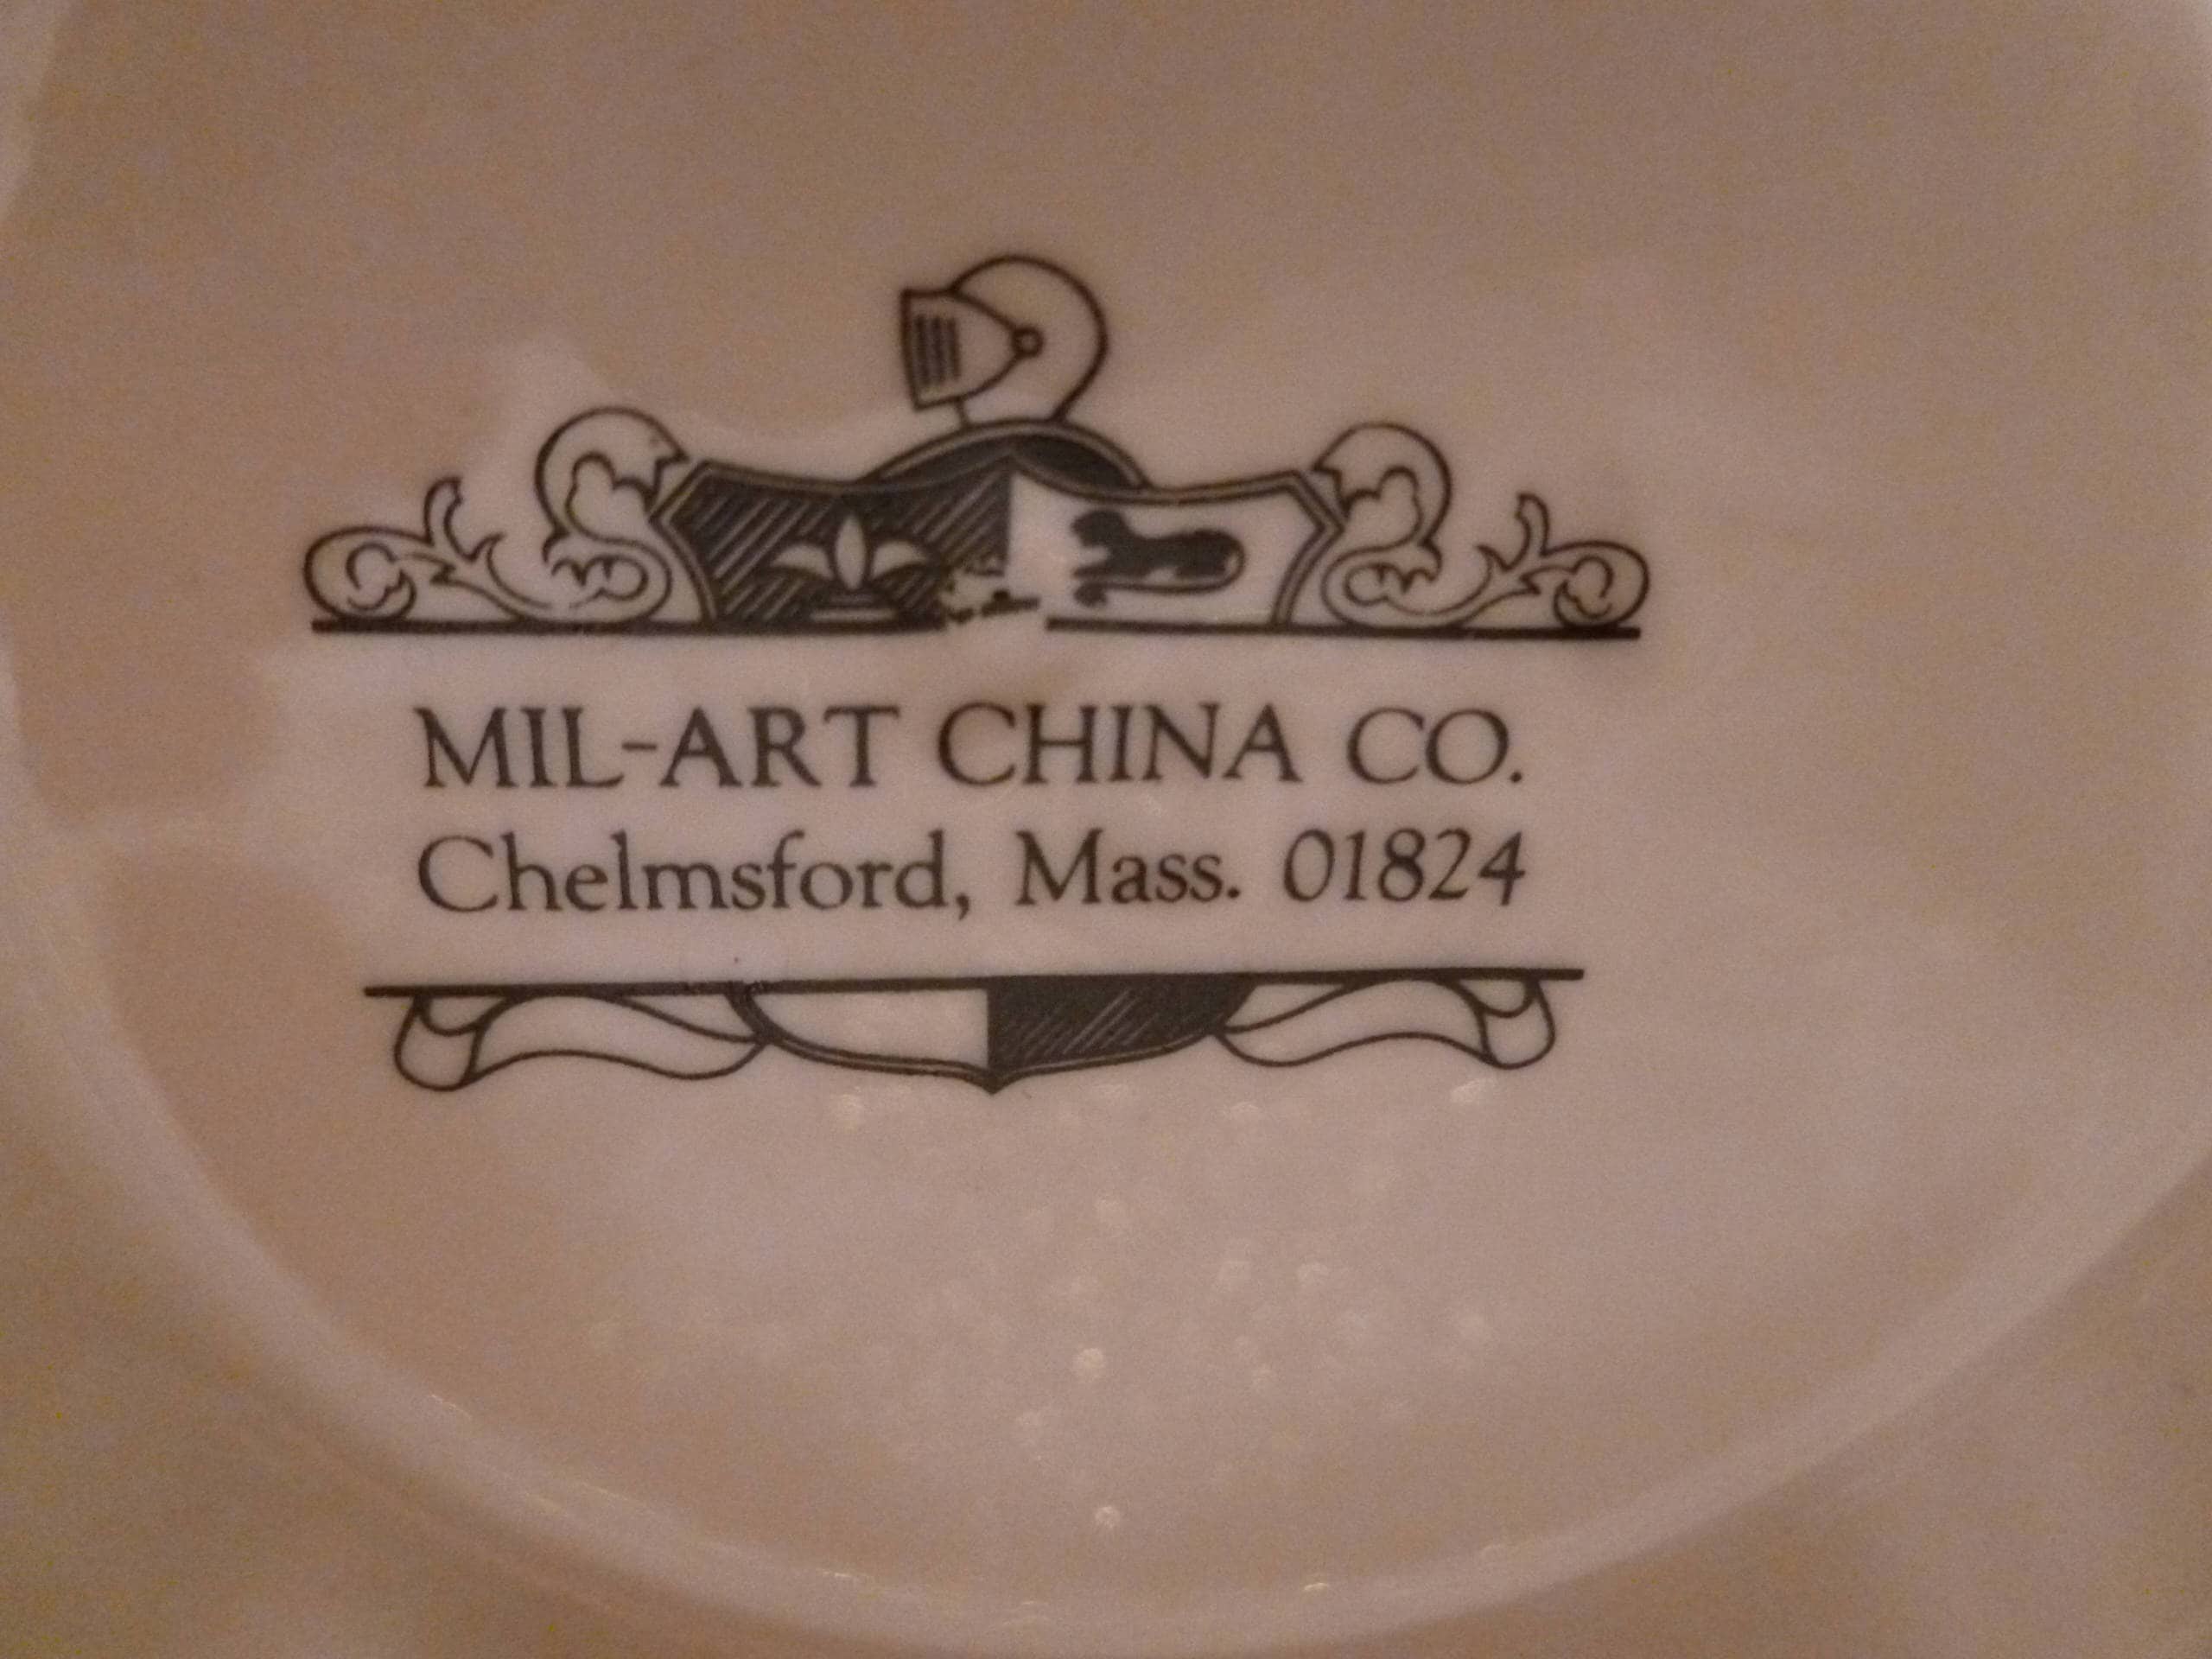 MIL-ART CHINA CO.
Chelmsford, Mass. 01824